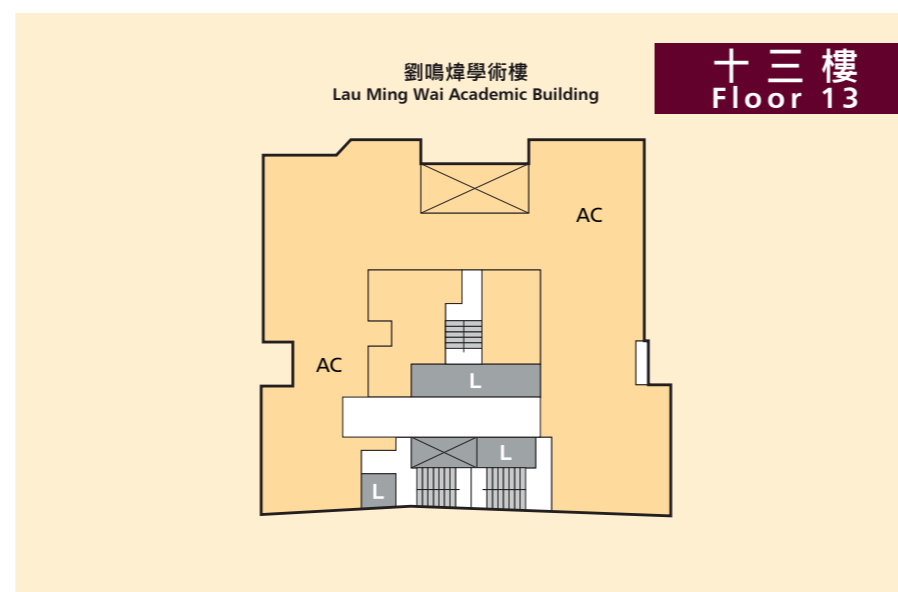 劉鳴煒學術樓
Lau Ming Wai Academic Building
十三樓
Floor 13
AC
AC
L
L
L